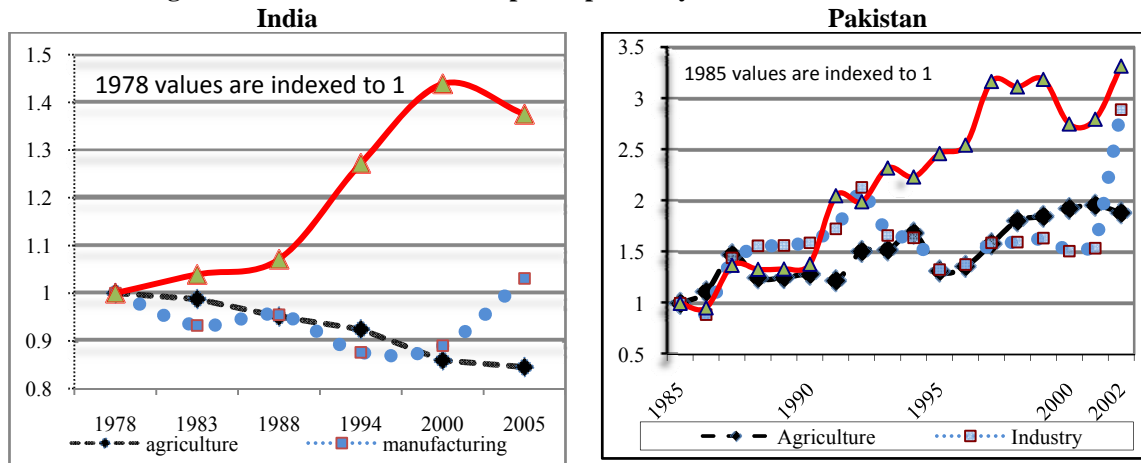 India
Pakistan
1978 values are indexed to 1
1.5
1.4
1.3
1.2
1.1
1
0.9
0.8
1978 1983 1988 1994 2000 2005
agriculture manufacturing
1985 values are indexed to 1
3.5
3
2.5
2
1.5
1
0.5
1985 1990 1995 2000 2002
Agriculture Industry